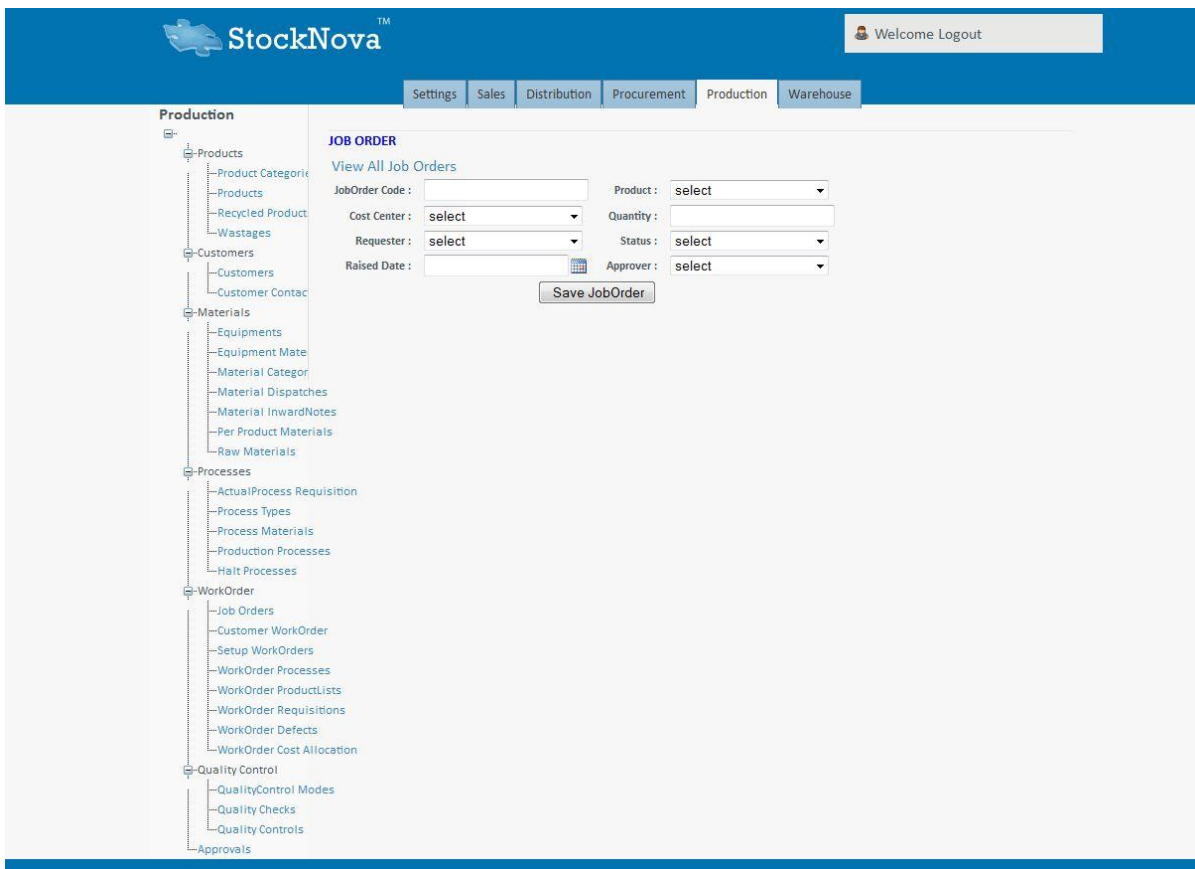 StockNova™
Welcome Logout
Settings Sales Distribution Procurement Production Warehouse
Production
Products
Product Categorie
Products
Recycled Product
Wastages
Customers
Customers
Customer Contac
Materials
Equipments
Equipment Mate
Material Categor
Material Dispatches
Material InwardNotes
Per Product Materials
Raw Materials
Processes
ActualProcess Requisition
Process Types
Process Materials
Production Processes
Halt Processes
WorkOrder
Job Orders
Customer WorkOrder
Setup WorkOrders
WorkOrder Processes
WorkOrder ProductLists
WorkOrder Requisitions
WorkOrder Defects
WorkOrder Cost Allocation
Quality Control
QualityControl Modes
Quality Checks
Quality Controls
Approvals
JOB ORDER
View All Job Orders
JobOrder Code : Product : select
Cost Center : select Quantity :
Requester : select Status : select
Raised Date : Approver : select
Save JobOrder